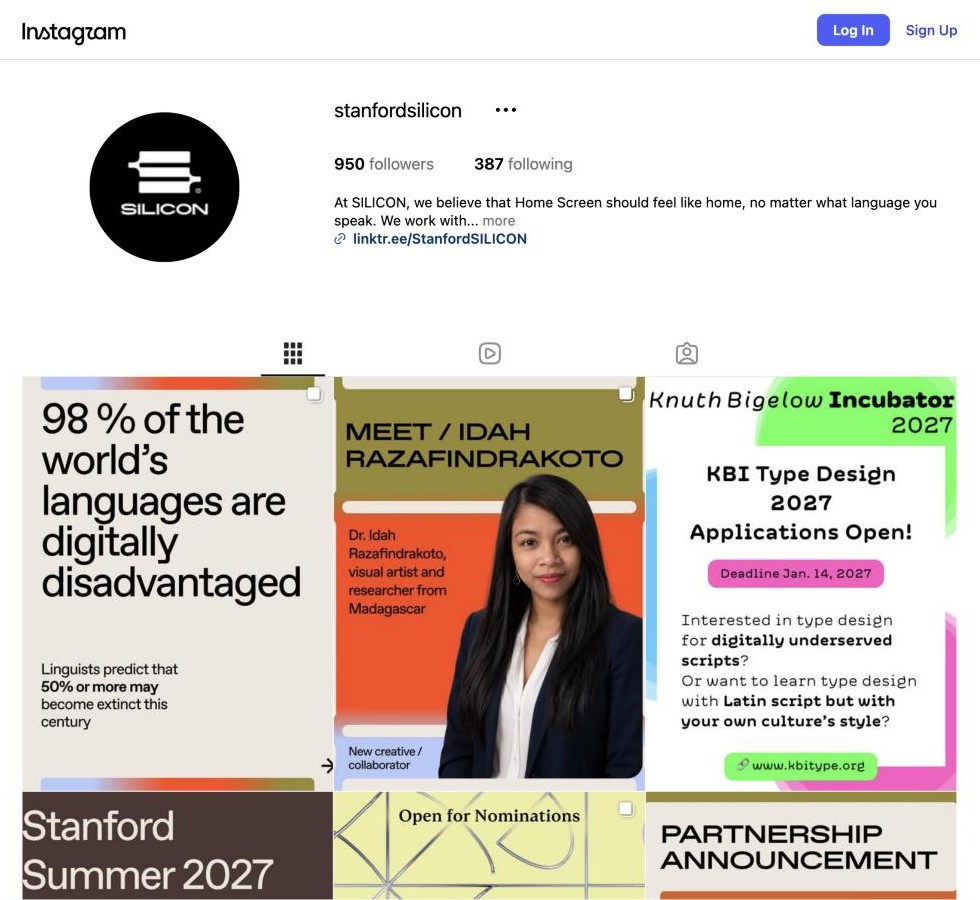 Instagram
Log In
Sign Up
SILICON
stanfordsilicon
950 followers
387 following
At SILICON, we believe that Home Screen should feel like home, no matter what language you
speak. We work with... more
linktr.ee/StanfordSILICON
98 % of the
world's
languages are
digitally
disadvantaged
Linguists predict that
50% or more may
become extinct this
century
MEET / IDAH
RAZAFINDRAKOTO
Dr. Idah
Razafindrakoto,
visual artist and
researcher from
Madagascar
New creative /
collaborator
Knuth Bigelow Incubator
2027
KBI Type Design
2027
Applications Open!
Deadline Jan. 14, 2027
Interested in type design
for digitally underserved
scripts?
Or want to learn type design
with Latin script but with
your own culture's style?
www.kbitype.org
Stanford
Summer 2027
Open for Nominations
PARTNERSHIP
ANNOUNCEMENT